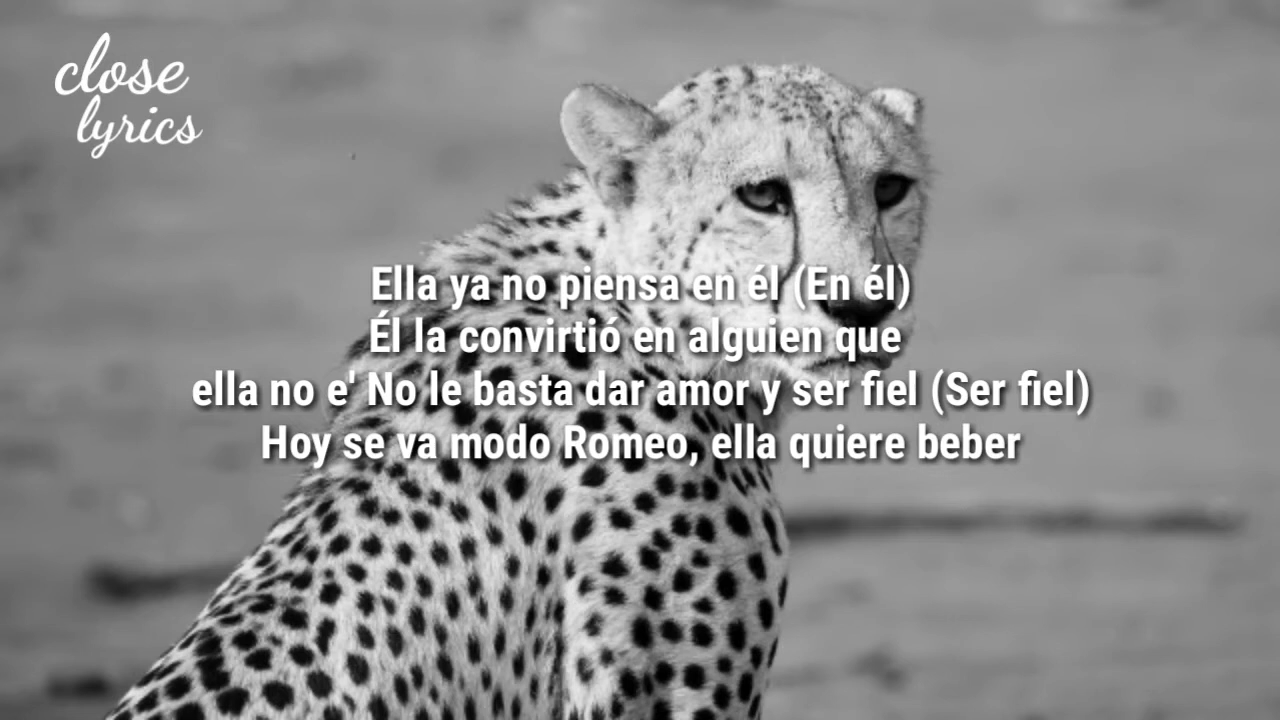 close
lyrics
Ella ya no piensa en él (En él)
Él la convirtió en alguien que
ella no e' No le basta dar amor y ser fiel (Ser fiel)
Hoy se va modo Romeo, ella quiere beber